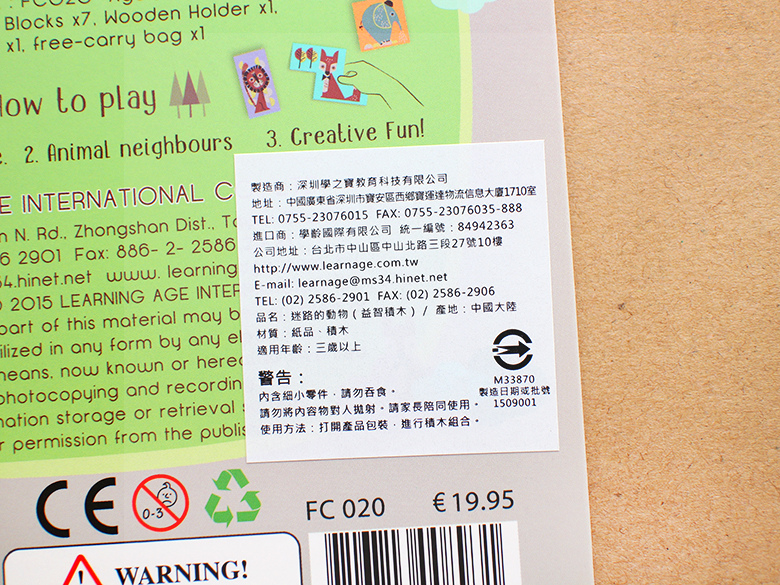 Blocks x7, Wooden Holder x1,
x1, free-carry bag x1
How to play
2. Animal neighbours 3. Creative Fun!
E INTERNATIONAL C
n N. Rd., Zhongshan Dist., Ta
6 2901 Fax: 886- 2- 2586
34.hinet.net www. learning
© 2015 LEARNING AGE INTER
part of this material may b
ilized in any form by any el
means. now known or herea
photocopying and recordin
mation storage or retrieval s
r permission from the publis
製造商：深圳學之寶教育科技有限公司
地址：中國廣東省深圳市寶安區西鄉寶運達物流信息大廈1710室
TEL: 0755-23076015 FAX: 0755-23076035-888
進口商：學齡國際有限公司 統一編號：84942363
公司地址：台北市中山區中山北路三段27號10樓
http://www.learnage.com.tw
E-mail: learnage@ms34.hinet.net
TEL: (02) 2586-2901 FAX: (02) 2586-2906
品名：迷路的動物（益智積木）/ 產地：中國大陸
材質：紙品、積木
適用年齡：三歲以上
警告：
內含細小零件，請勿吞食。
請勿將內容物對人拋射。請家長陪同使用。
使用方法：打開產品包裝，進行積木組合。
M33870
製造日期或批號
1509001
CE 0-3 FC 020 €19.95
WARNING!